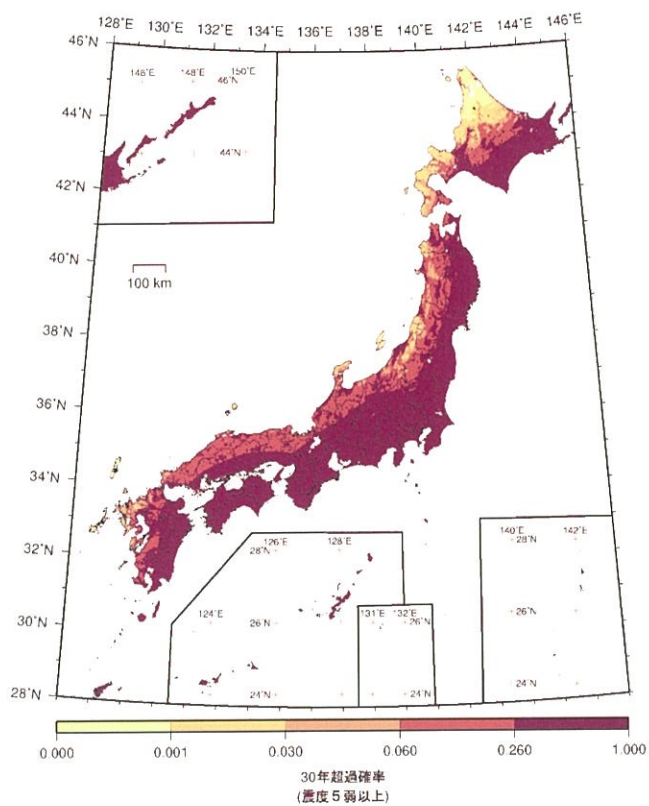 128°E 130°E 132°E 134°E 136°E 138°E 140°E 142°E 144°E 146°E
46°N
146°E 148°E 150°E
46°N
44°N
44°N
42°N
40°N
100 km
38°N
36°N
34°N
32°N
126°E 128°E
28°N
140°E 142°E
28°N
30°N
124°E
26°N
131°E 132°E
26°N
26°N
28°N
24°N
24°N
24°N
0.000 0.001 0.030 0.060 0.260 1.000
30年超過確率
(震度5弱以上)